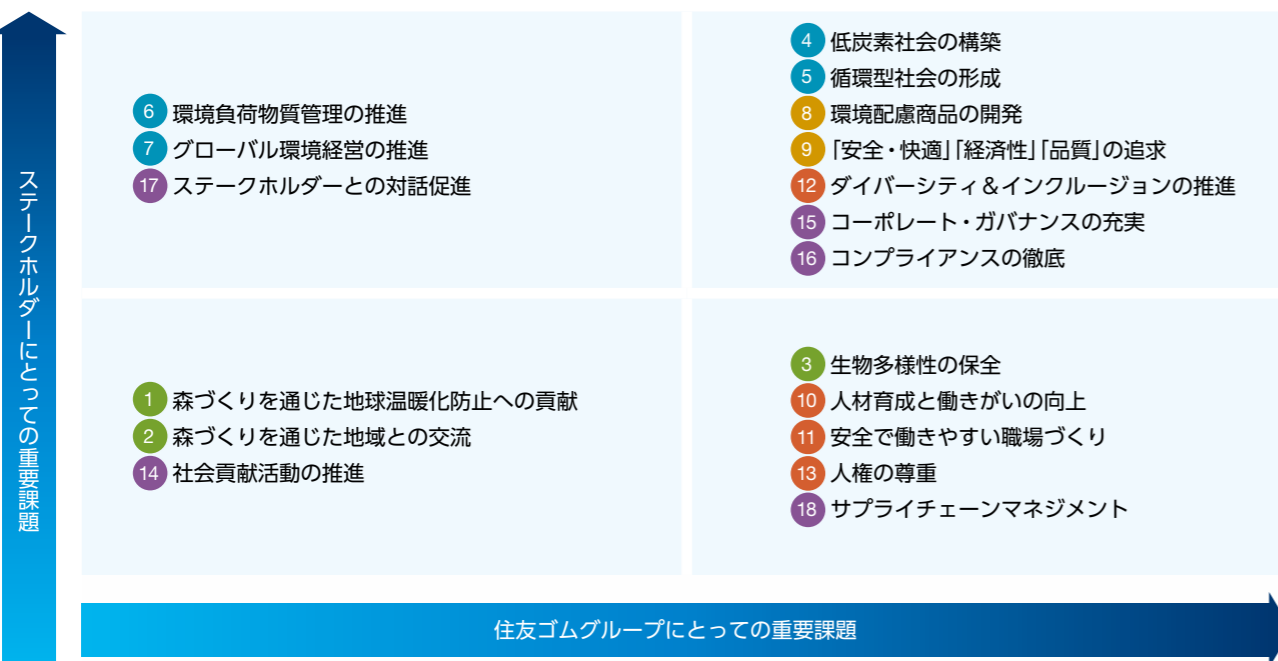 ステークホルダーにとっての重要課題
6 環境負荷物質管理の推進
7 グローバル環境経営の推進
17 ステークホルダーとの対話促進
4 低炭素社会の構築
5 循環型社会の形成
8 環境配慮商品の開発
9 「安全・快適」「経済性」「品質」の追求
12 ダイバーシティ&インクルージョンの推進
15 コーポレート・ガバナンスの充実
16 コンプライアンスの徹底
1 森づくりを通じた地球温暖化防止への貢献
2 森づくりを通じた地域との交流
14 社会貢献活動の推進
3 生物多様性の保全
10 人材育成と働きがいの向上
11 安全で働きやすい職場づくり
13 人権の尊重
18 サプライチェーンマネジメント
住友ゴムグループにとっての重要課題